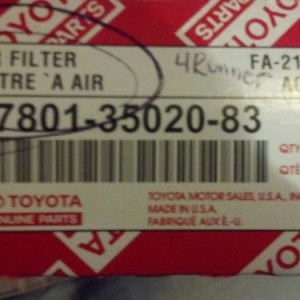 TOYOTA
FILTER
TRE `A AIR
4Runner
FA-21
7801-35020-83
QTY
TOYOTA
GENUINE PARTS
TOYOTA MOTOR SALES, U.S.A., IN
MADE IN U.S.A.
FABRIQUÉ AUX É.-U.